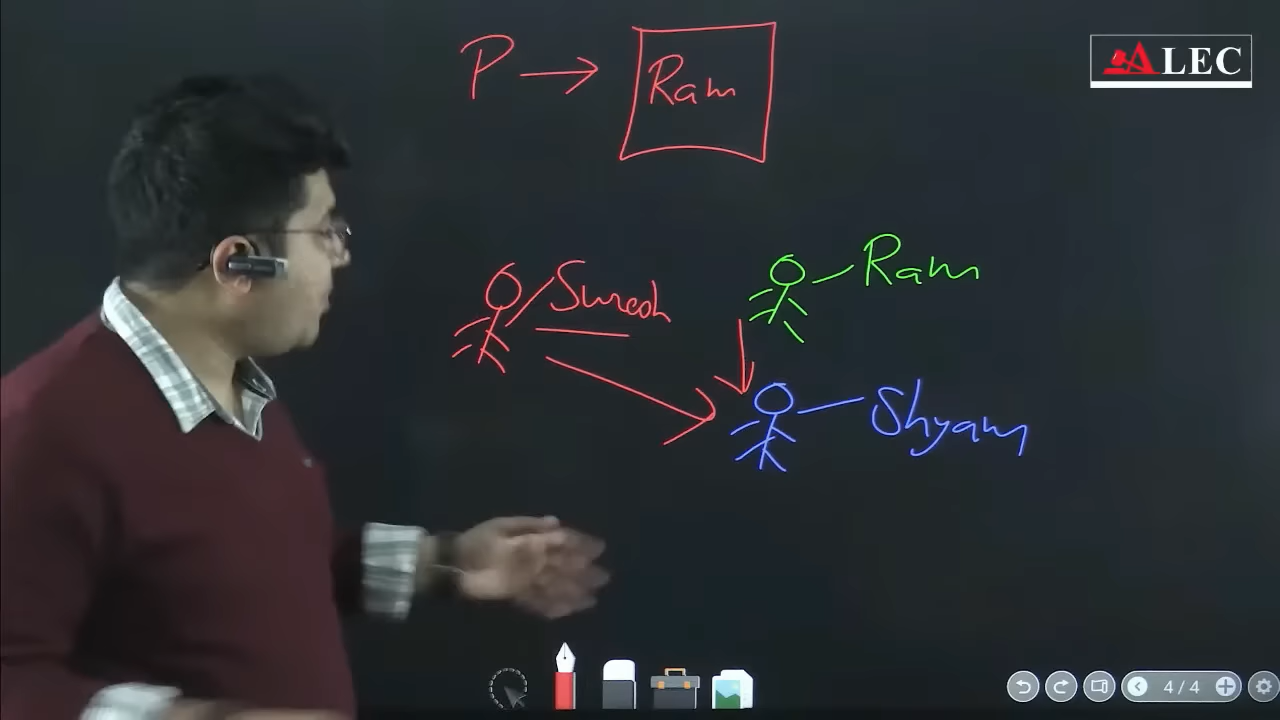 ALEC
P → Ram
Suresh
Ram
Shyam
4/4